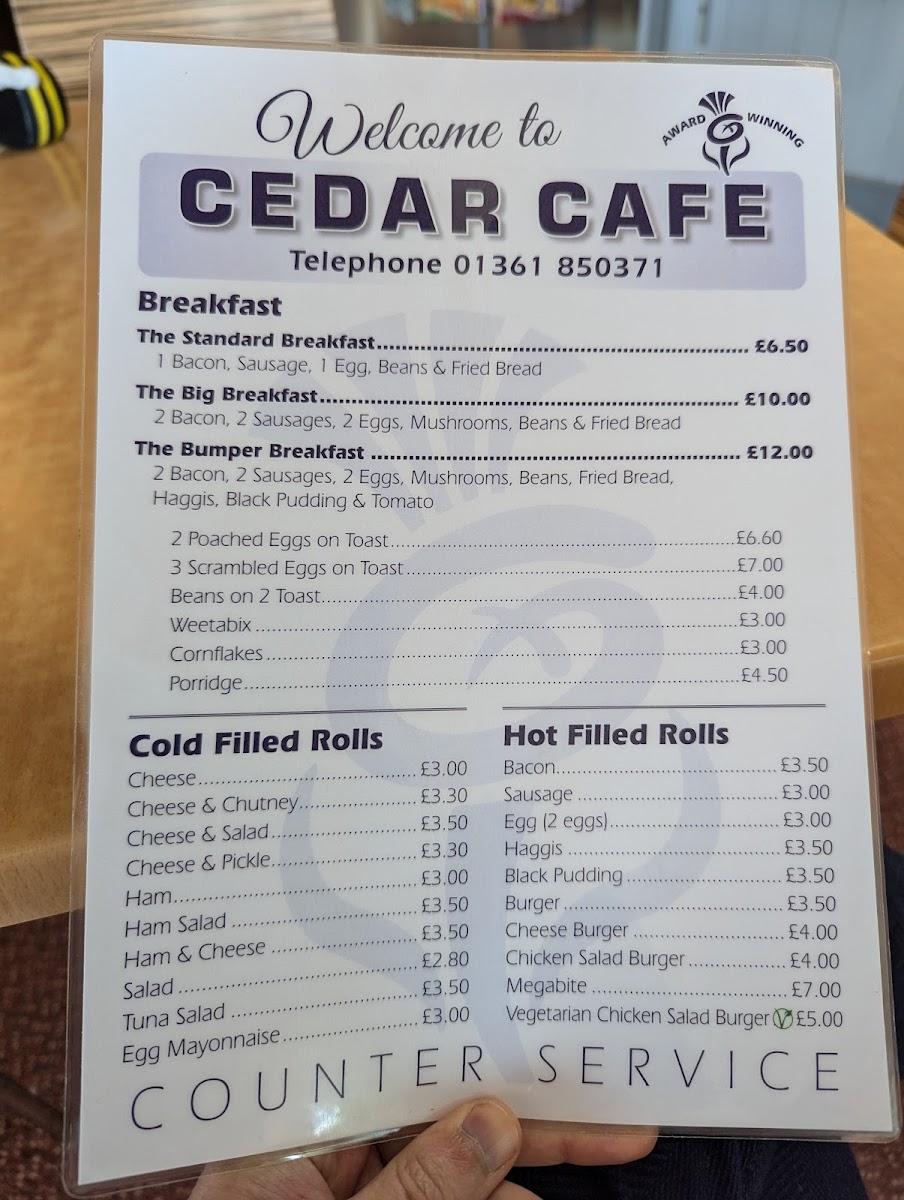 Welcome to
AWARD WINNING
CEDAR CAFE
Telephone 01361 850371
Breakfast
The Standard Breakfast........ £6.50
1 Bacon, Sausage, 1 Egg, Beans & Fried Bread
The Big Breakfast........ £10.00
2 Bacon, 2 Sausages, 2 Eggs, Mushrooms, Beans & Fried Bread
The Bumper Breakfast ........ £12.00
2 Bacon, 2 Sausages, 2 Eggs, Mushrooms, Beans, Fried Bread,
Haggis, Black Pudding & Tomato
2 Poached Eggs on Toast........£6.60
3 Scrambled Eggs on Toast........£7.00
Beans on 2 Toast........£4.00
Weetabix ........£3.00
Cornflakes ........£3.00
Porridge........£4.50
Cold Filled Rolls
Cheese........ £3.00
Cheese & Chutney........ £3.30
Cheese & Salad........ £3.50
Cheese & Pickle........ £3.30
Ham........ £3.00
Ham Salad ........ £3.50
Ham & Cheese ........ £3.50
Salad ........ £2.80
Tuna Salad ........ £3.50
Egg Mayonnaise........ £3.00
Hot Filled Rolls
Bacon........ £3.50
Sausage ........ £3.00
Egg (2 eggs)........ £3.00
Haggis ........ £3.50
Black Pudding ........ £3.50
Burger ........ £3.50
Cheese Burger ........ £4.00
Chicken Salad Burger ........ £4.00
Megabite ........ £7.00
Vegetarian Chicken Salad Burger V £5.00
COUNTER SERVICE